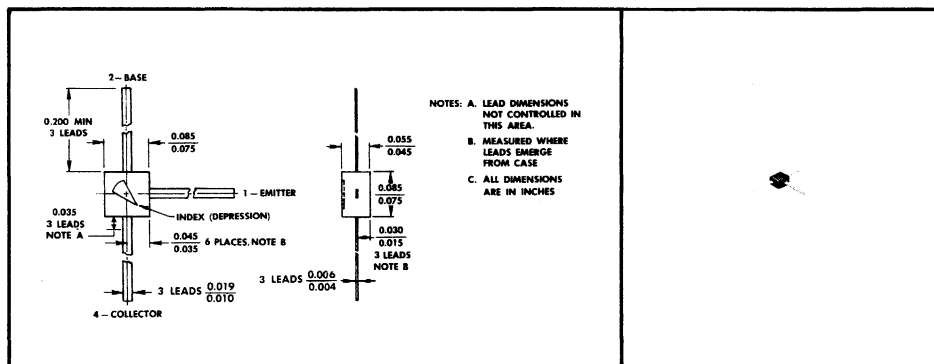 2 – BASE
0.200 MIN
3 LEADS
0.085
0.075
1 – EMITTER
INDEX (DEPRESSION)
0.035
3 LEADS
NOTE A
0.045
0.035
6 PLACES, NOTE B
3 LEADS 0.019
0.010
4 – COLLECTOR
0.055
0.045
0.085
0.075
0.030
0.015
3 LEADS
NOTE B
3 LEADS 0.006
0.004
NOTES: A. LEAD DIMENSIONS
NOT CONTROLLED IN
THIS AREA.
B. MEASURED WHERE
LEADS EMERGE
FROM CASE
C. ALL DIMENSIONS
ARE IN INCHES